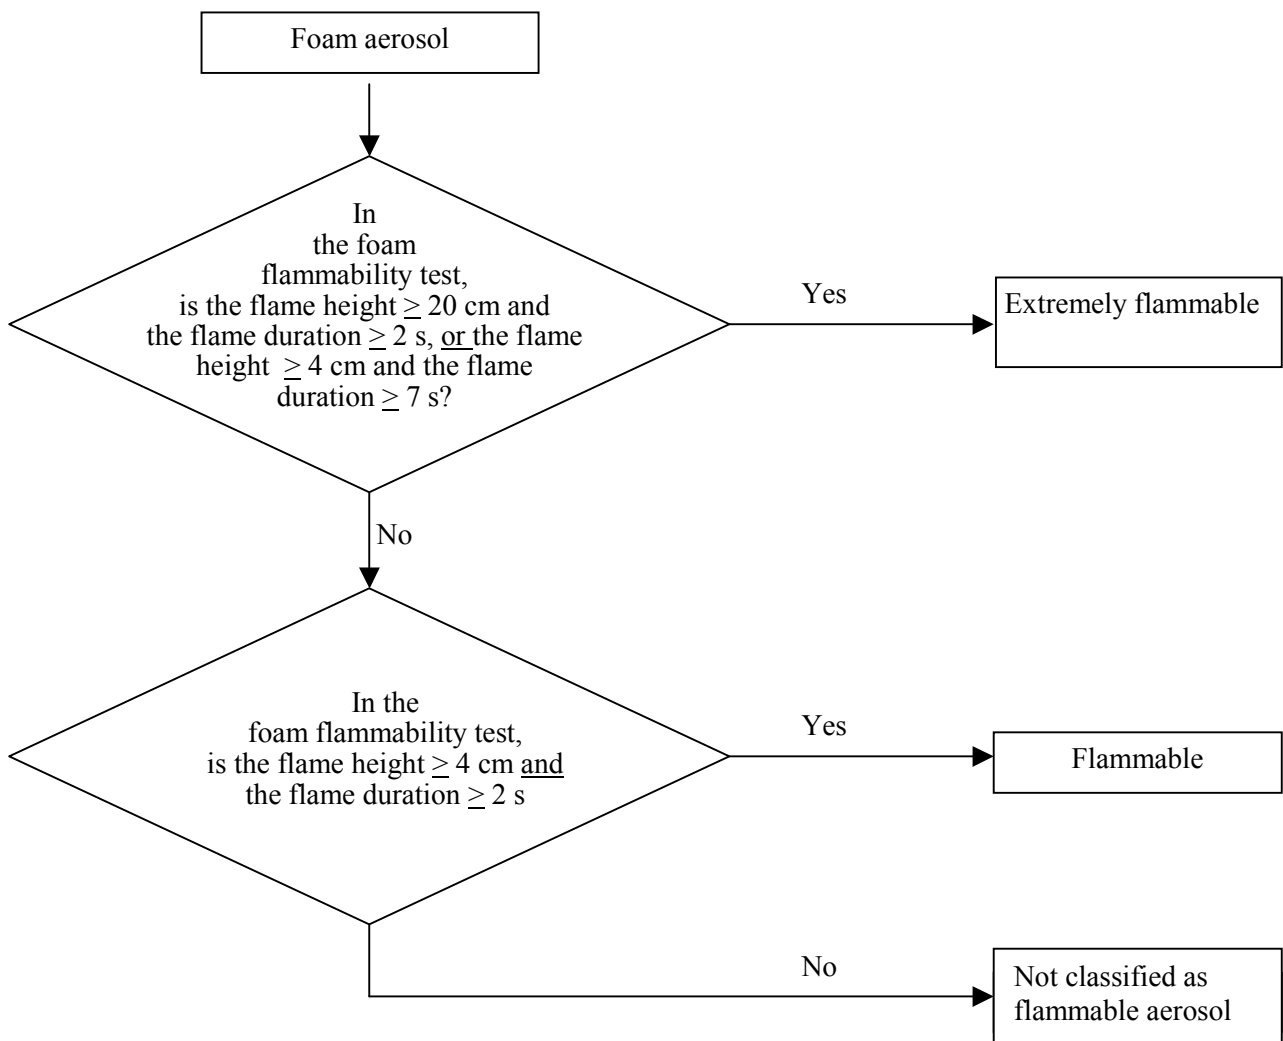 Foam aerosol
In
the foam
flammability test,
is the flame height ≥ 20 cm and
the flame duration ≥ 2 s, or the flame
height ≥ 4 cm and the flame
duration ≥ 7 s?
Yes
Extremely flammable
No
In the
foam flammability test,
is the flame height ≥ 4 cm and
the flame duration ≥ 2 s
Yes
Flammable
No
Not classified as
flammable aerosol